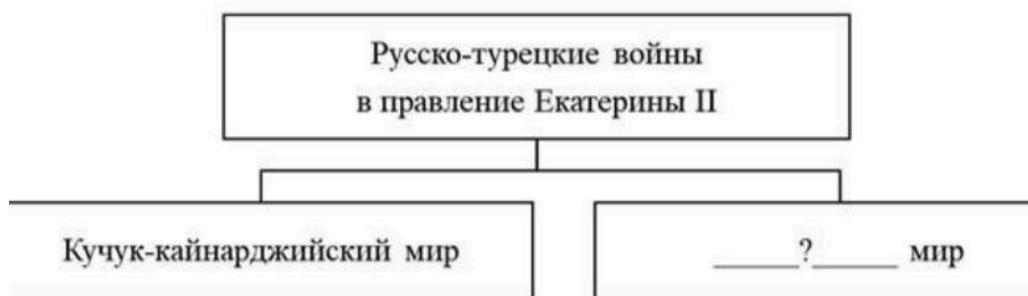 Русско-турецкие войны
в правление Екатерины II
Кучук-кайнарджийский мир
______?______ мир